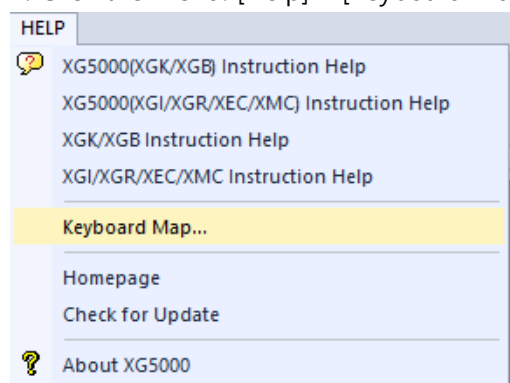 HELP
XG5000(XGK/XGB) Instruction Help
XG5000(XGI/XGR/XEC/XMC) Instruction Help
XGK/XGB Instruction Help
XGI/XGR/XEC/XMC Instruction Help
Keyboard Map...
Homepage
Check for Update
About XG5000